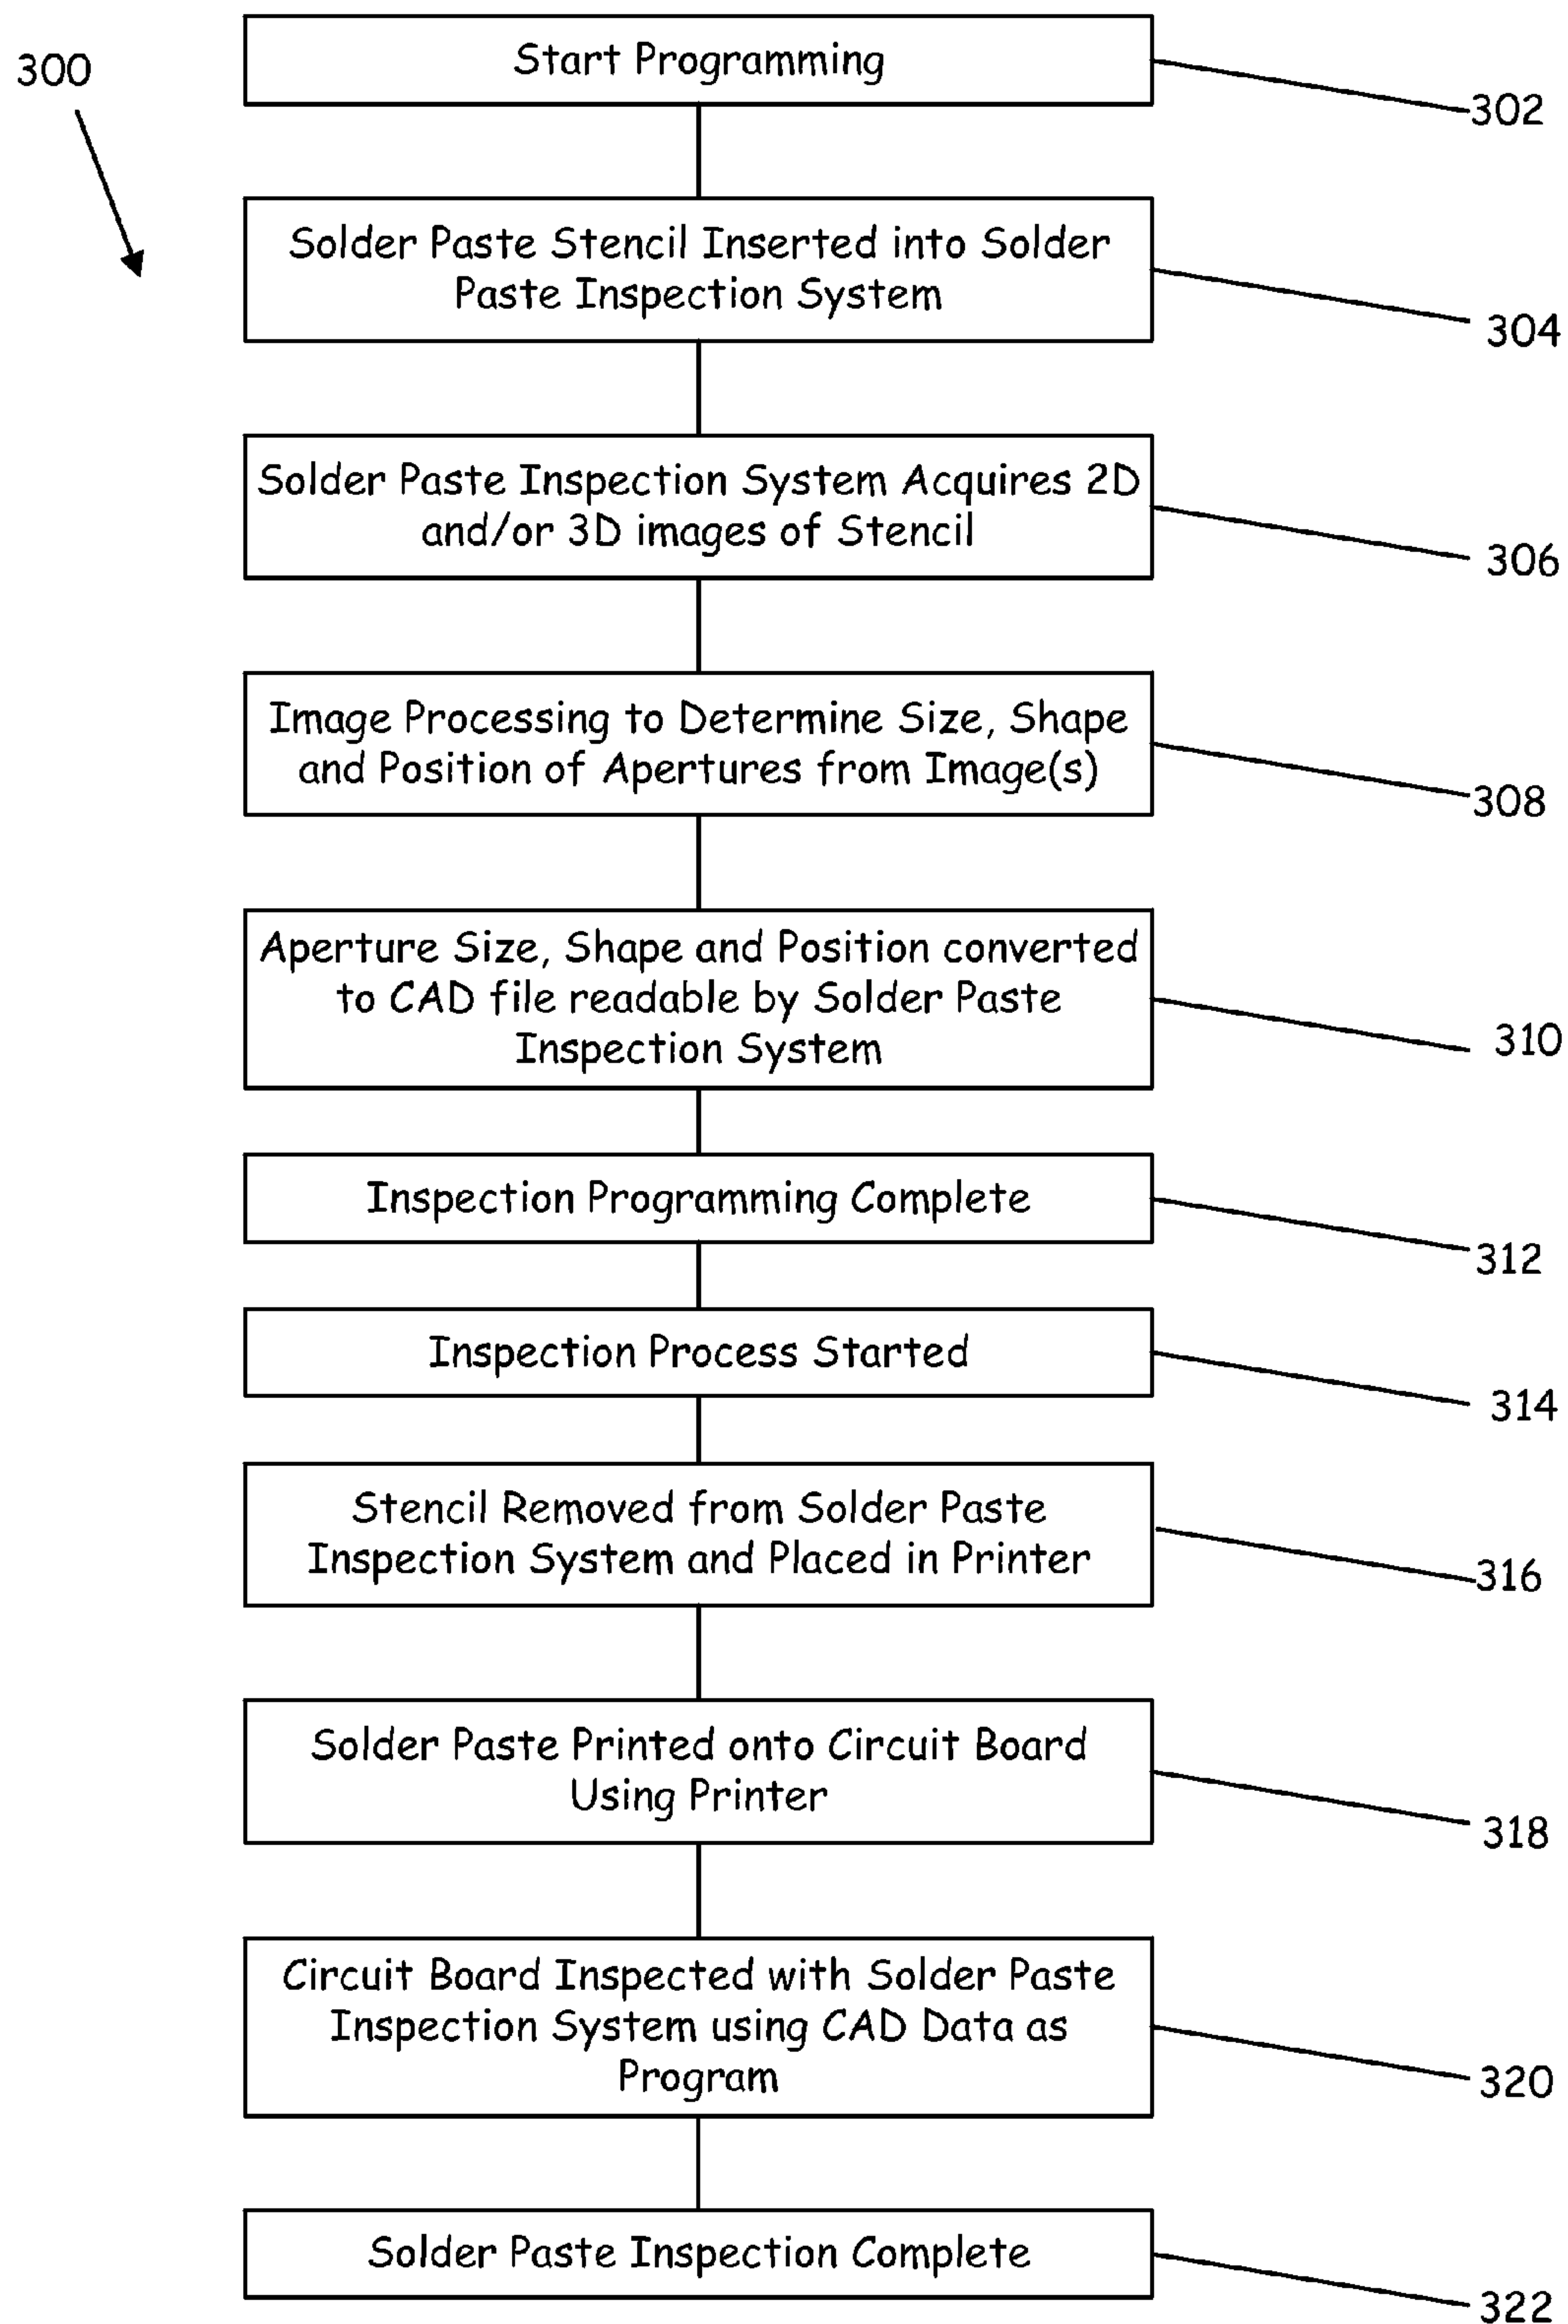 300
Start Programming
302
Solder Paste Stencil Inserted into Solder
Paste Inspection System
304
Solder Paste Inspection System Acquires 2D
and/or 3D images of Stencil
306
Image Processing to Determine Size, Shape
and Position of Apertures from Image(s)
308
Aperture Size, Shape and Position converted
to CAD file readable by Solder Paste
Inspection System
310
Inspection Programming Complete
312
Inspection Process Started
314
Stencil Removed from Solder Paste
Inspection System and Placed in Printer
316
Solder Paste Printed onto Circuit Board
Using Printer
318
Circuit Board Inspected with Solder Paste
Inspection System using CAD Data as
Program
320
Solder Paste Inspection Complete
322